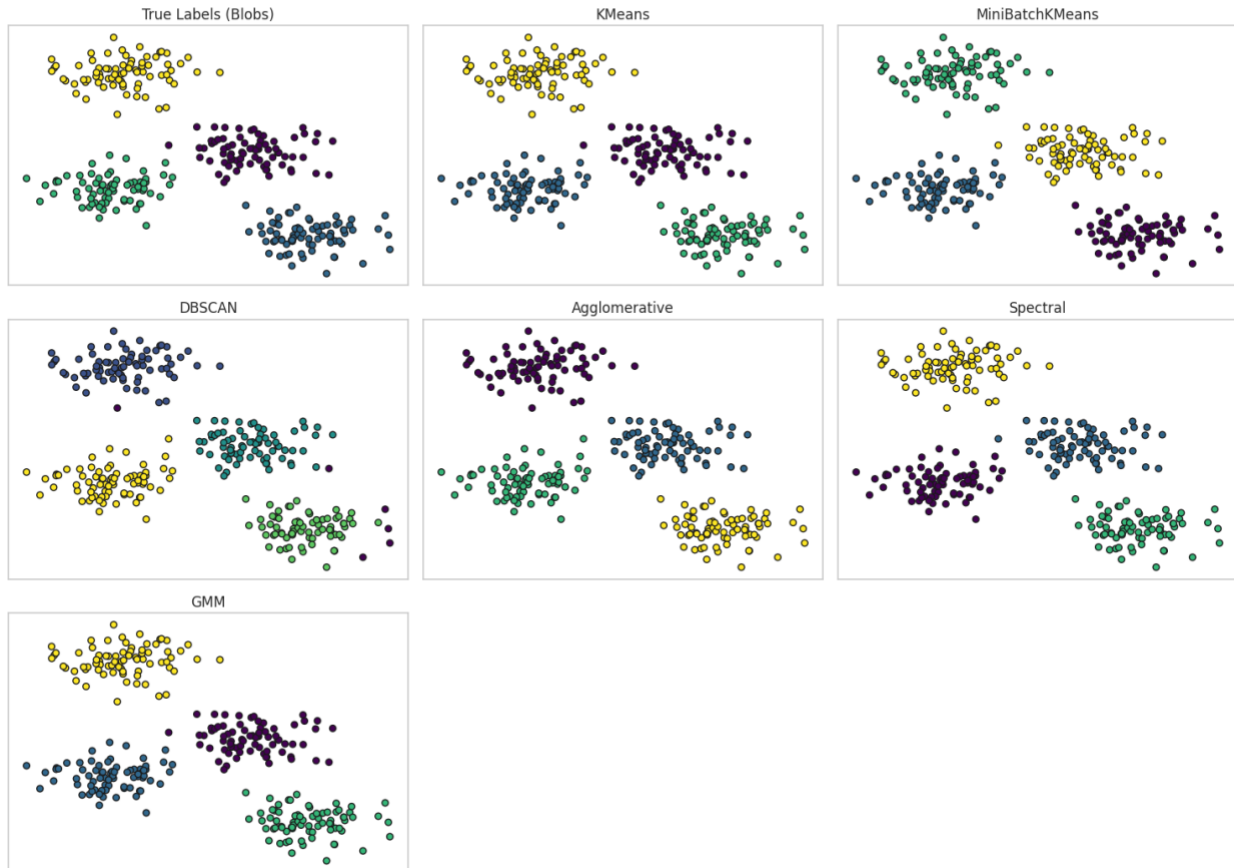 True Labels (Blobs)
KMeans
MiniBatchKMeans
DBSCAN
Agglomerative
Spectral
GMM